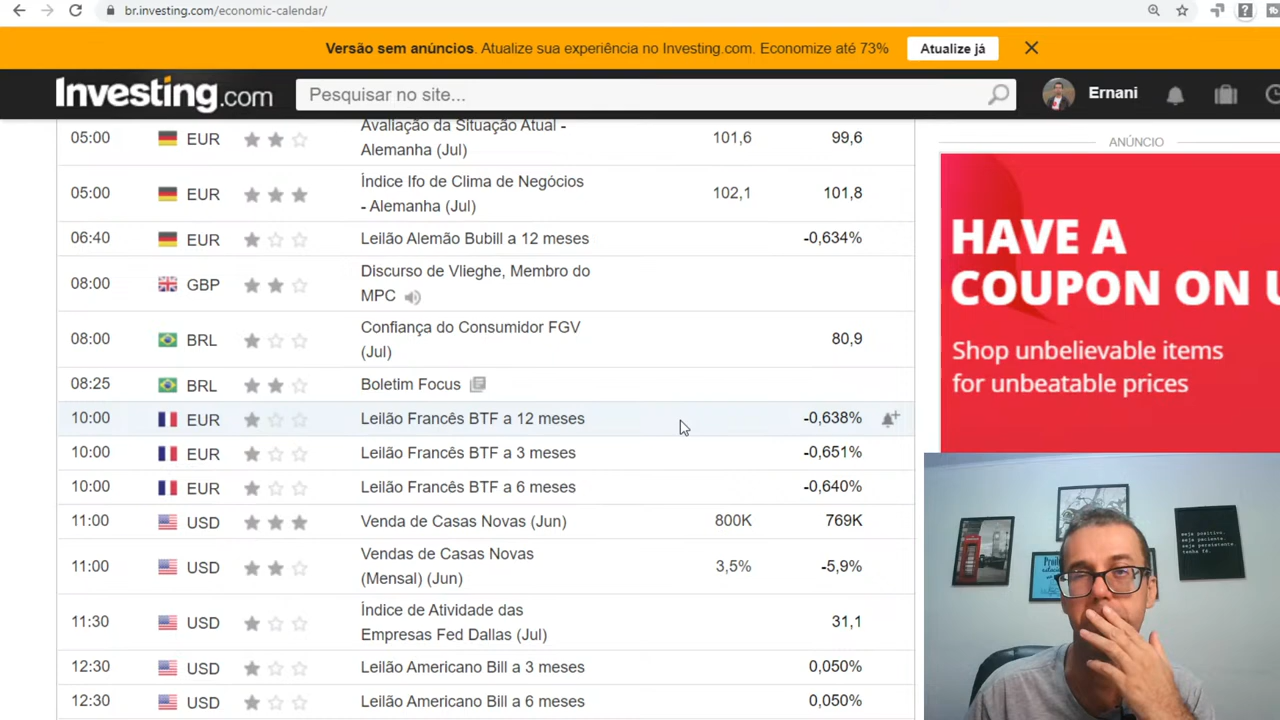 br.investing.com/economic-calendar/
Versão sem anúncios. Atualize sua experiência no Investing.com. Economize até 73%
Atualize já
Investing.com
Pesquisar no site...
Ernani
05:00 EUR Avaliação da Situação Atual -
Alemanha (Jul) 101,6 99,6
05:00 EUR Índice Ifo de Clima de Negócios
- Alemanha (Jul) 102,1 101,8
06:40 EUR Leilão Alemão Bubill a 12 meses -0,634%
08:00 GBP Discurso de Vlieghe, Membro do
MPC
08:00 BRL Confiança do Consumidor FGV
(Jul) 80,9
08:25 BRL Boletim Focus
10:00 EUR Leilão Francês BTF a 12 meses -0,638%
10:00 EUR Leilão Francês BTF a 3 meses -0,651%
10:00 EUR Leilão Francês BTF a 6 meses -0,640%
11:00 USD Venda de Casas Novas (Jun) 800K 769K
11:00 USD Vendas de Casas Novas
(Mensal) (Jun) 3,5% -5,9%
11:30 USD Índice de Atividade das
Empresas Fed Dallas (Jul) 31,1
12:30 USD Leilão Americano Bill a 3 meses 0,050%
12:30 USD Leilão Americano Bill a 6 meses 0,050%
ANÚNCIO
HAVE A
COUPON ON U
Shop unbelievable items
for unbeatable prices
seja positivo.
seja paciente.
seja persistente.
tenha fé.